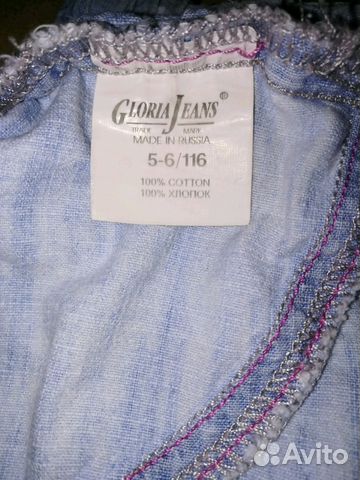 GLORIA JEANS®
TRADE MARK
MADE IN RUSSIA
5-6/116
100% COTTON
100% ХЛОПОК
Avito